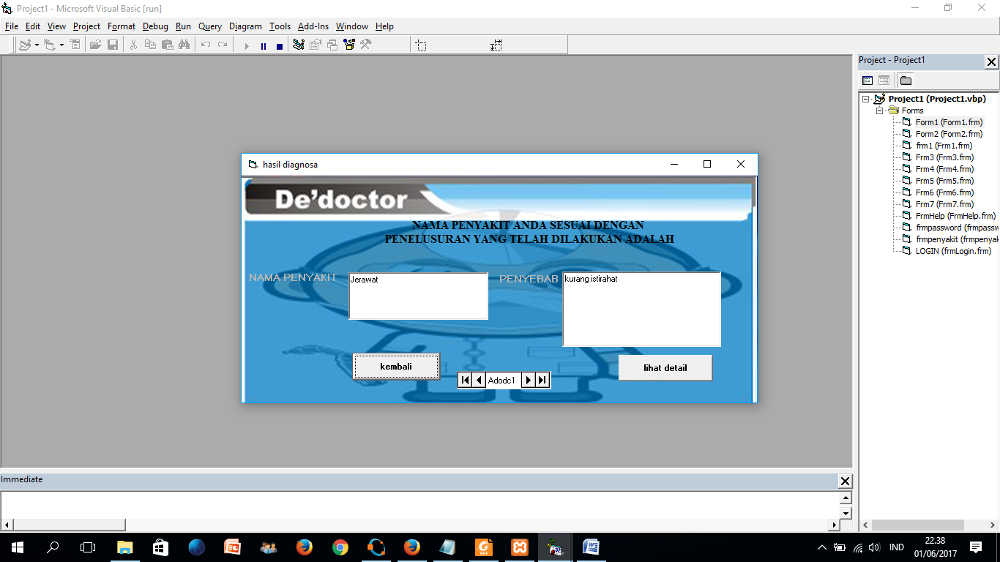 Project1 - Microsoft Visual Basic [run]
File Edit View Project Format Debug Run Query Diagram Tools Add-Ins Window Help
Project - Project1
Project1 (Project1.vbp)
Forms
Form1 (Form1.frm)
Form2 (Form2.frm)
frm1 (Frm1.frm)
Frm3 (Frm3.frm)
Frm4 (Frm4.frm)
Frm5 (Frm5.frm)
Frm6 (Frm6.frm)
Frm7 (Frm7.frm)
FrmHelp (FrmHelp.frm)
frmpassword (frmpassw
frmpenyakit (frmpenyak
LOGIN (frmLogin.frm)
hasil diagnosa
De'doctor
NAMA PENYAKIT ANDA SESUAI DENGAN
PENELUSURAN YANG TELAH DILAKUKAN ADALAH
NAMA PENYAKIT Jerawat PENYEBAB kurang istirahat
kembali Adodc1 lihat detail
Immediate
IND 22.38
01/06/2017